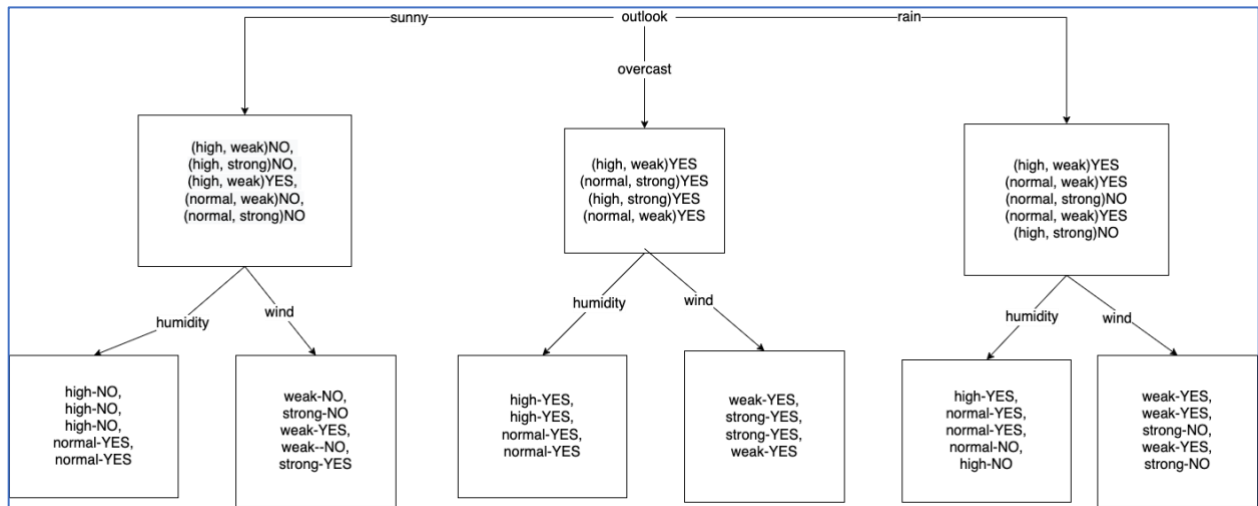 sunny
outlook
rain
overcast
(high, weak)NO,
(high, strong)NO,
(high, weak)YES,
(normal, weak)NO,
(normal, strong)NO
(high, weak)YES
(normal, strong)YES
(high, strong)YES
(normal, weak)YES
(high, weak)YES
(normal, weak)YES
(normal, strong)NO
(normal, weak)YES
(high, strong)NO
humidity
wind
humidity
wind
humidity
wind
high-NO,
high-NO,
high-NO,
normal-YES,
normal-YES
weak-NO,
strong-NO
weak-YES,
weak--NO,
strong-YES
high-YES,
high-YES,
normal-YES,
normal-YES
weak-YES,
strong-YES,
strong-YES,
weak-YES
high-YES,
normal-YES,
normal-YES,
normal-NO,
high-NO
weak-YES,
weak-YES,
strong-NO,
weak-YES,
strong-NO